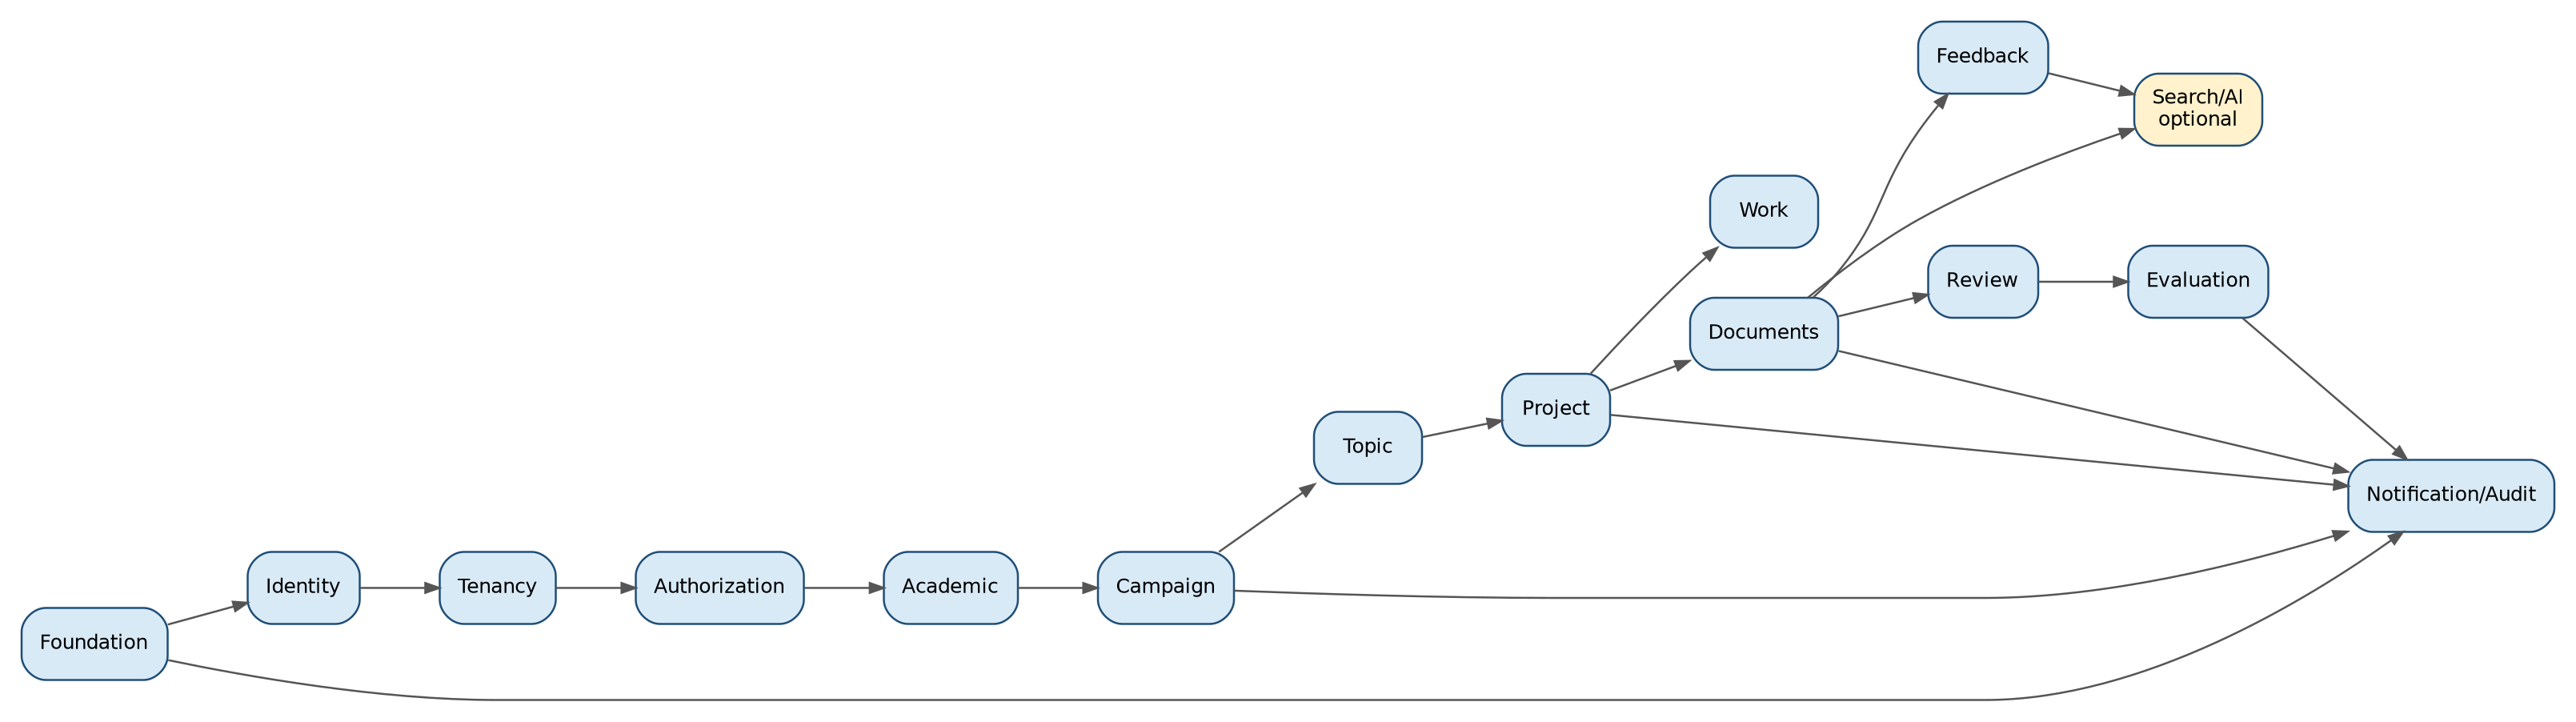 Feedback
Search/AI
optional
Work
Review
Evaluation
Documents
Project
Topic
Notification/Audit
Identity
Tenancy
Authorization
Academic
Campaign
Foundation